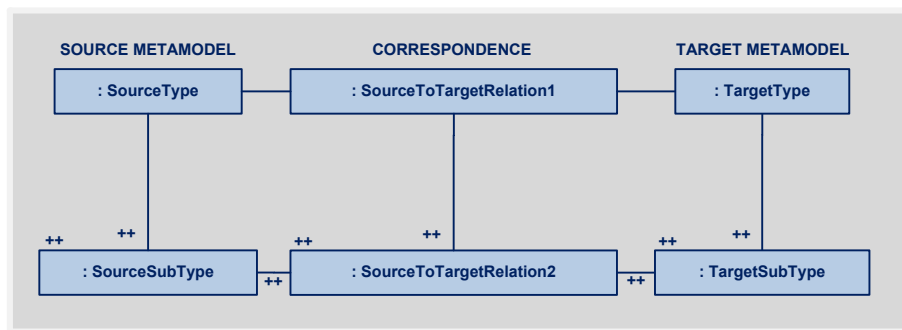 SOURCE METAMODEL CORRESPONDENCE TARGET METAMODEL
: SourceType : SourceToTargetRelation1 : TargetType
++ ++ ++ ++ ++ ++
: SourceSubType ++ : SourceToTargetRelation2 ++ : TargetSubType